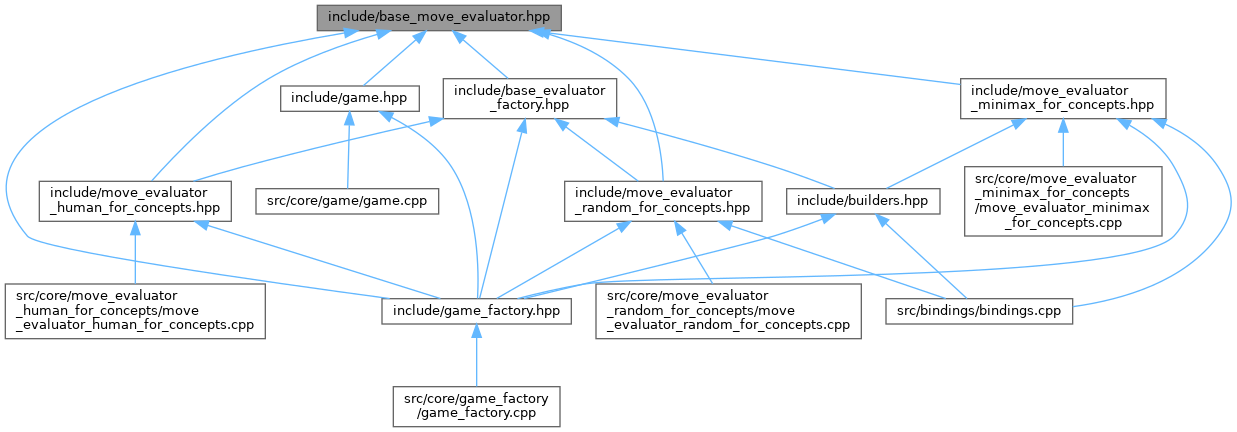 include/base_move_evaluator.hpp
include/game.hpp
include/base_evaluator
_factory.hpp
include/move_evaluator
_minimax_for_concepts.hpp
include/move_evaluator
_human_for_concepts.hpp
src/core/game/game.cpp
include/move_evaluator
_random_for_concepts.hpp
include/builders.hpp
src/core/move_evaluator
_minimax_for_concepts
/move_evaluator_minimax
_for_concepts.cpp
src/core/move_evaluator
_human_for_concepts/move
_evaluator_human_for_concepts.cpp
include/game_factory.hpp
src/core/move_evaluator
_random_for_concepts/move
_evaluator_random_for_concepts.cpp
src/bindings/bindings.cpp
src/core/game_factory
/game_factory.cpp